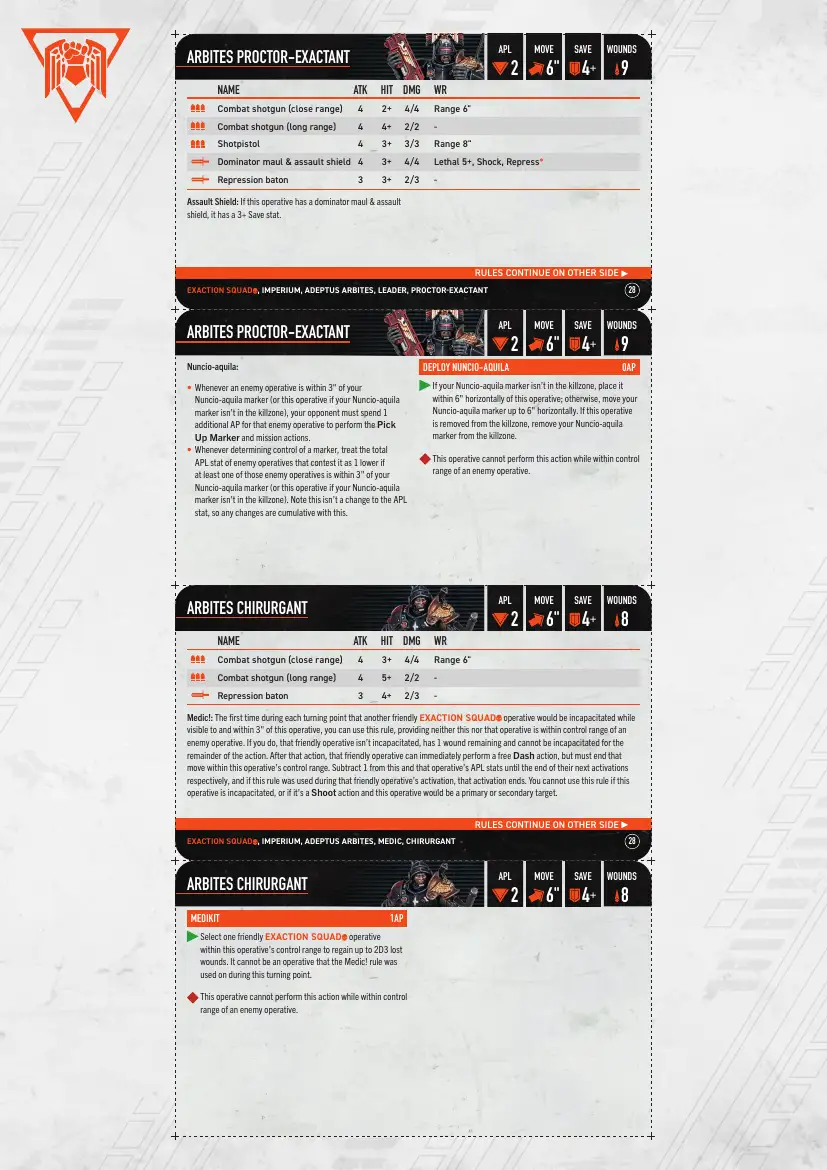 ARBITES PROCTOR-EXACTANT
APL MOVE SAVE WOUNDS
2 6" 4+ 9
NAME ATK HIT DMG WR
Combat shotgun (close range) 4 2+ 4/4 Range 6"
Combat shotgun (long range) 4 4+ 2/2 -
Shotpistol 4 3+ 3/3 Range 8"
Dominator maul & assault shield 4 3+ 4/4 Lethal 5+, Shock, Repress*
Repression baton 3 3+ 2/3 -
Assault Shield: If this operative has a dominator maul & assault
shield, it has a 3+ Save stat.
RULES CONTINUE ON OTHER SIDE ▶
EXACTION SQUAD, IMPERIUM, ADEPTUS ARBITES, LEADER, PROCTOR-EXACTANT
28
ARBITES PROCTOR-EXACTANT
APL MOVE SAVE WOUNDS
2 6" 4+ 9
Nuncio-aquila:
• Whenever an enemy operative is within 3" of your
Nuncio-aquila marker (or this operative if your Nuncio-aquila
marker isn't in the killzone), your opponent must spend 1
additional AP for that enemy operative to perform the Pick
Up Marker and mission actions.
• Whenever determining control of a marker, treat the total
APL stat of enemy operatives that contest it as 1 lower if
at least one of those enemy operatives is within 3" of your
Nuncio-aquila marker (or this operative if your Nuncio-aquila
marker isn't in the killzone). Note this isn't a change to the APL
stat, so any changes are cumulative with this.
DEPLOY NUNCIO-AQUILA 0AP
If your Nuncio-aquila marker isn't in the killzone, place it
within 6" horizontally of this operative; otherwise, move your
Nuncio-aquila marker up to 6" horizontally. If this operative
is removed from the killzone, remove your Nuncio-aquila
marker from the killzone.
This operative cannot perform this action while within control
range of an enemy operative.
ARBITES CHIRURGANT
APL MOVE SAVE WOUNDS
2 6" 4+ 8
NAME ATK HIT DMG WR
Combat shotgun (close range) 4 3+ 4/4 Range 6"
Combat shotgun (long range) 4 5+ 2/2 -
Repression baton 3 4+ 2/3 -
Medic!: The first time during each turning point that another friendly EXACTION SQUAD operative would be incapacitated while
visible to and within 3" of this operative, you can use this rule, providing neither this nor that operative is within control range of an
enemy operative. If you do, that friendly operative isn't incapacitated, has 1 wound remaining and cannot be incapacitated for the
remainder of the action. After that action, that friendly operative can immediately perform a free Dash action, but must end that
move within this operative's control range. Subtract 1 from this and that operative's APL stats until the end of their next activations
respectively, and if this rule was used during that friendly operative's activation, that activation ends. You cannot use this rule if this
operative is incapacitated, or if it's a Shoot action and this operative would be a primary or secondary target.
RULES CONTINUE ON OTHER SIDE ▶
EXACTION SQUAD, IMPERIUM, ADEPTUS ARBITES, MEDIC, CHIRURGANT
28
ARBITES CHIRURGANT
APL MOVE SAVE WOUNDS
2 6" 4+ 8
MEDIKIT 1AP
Select one friendly EXACTION SQUAD operative
within this operative's control range to regain up to 2D3 lost
wounds. It cannot be an operative that the Medic! rule was
used on during this turning point.
This operative cannot perform this action while within control
range of an enemy operative.